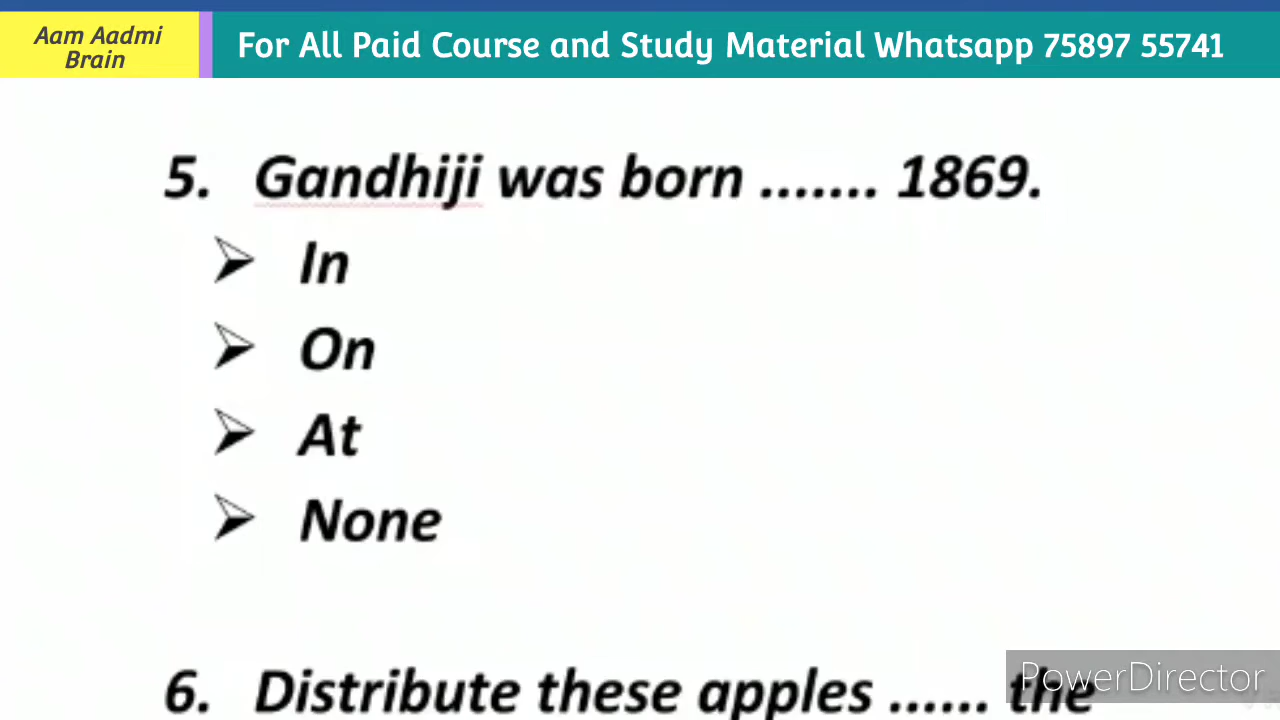 Aam Aadmi
Brain
For All Paid Course and Study Material Whatsapp 75897 55741
5. Gandhiji was born ....... 1869.
In
On
At
None
6. Distribute these apples ...... the
PowerDirector